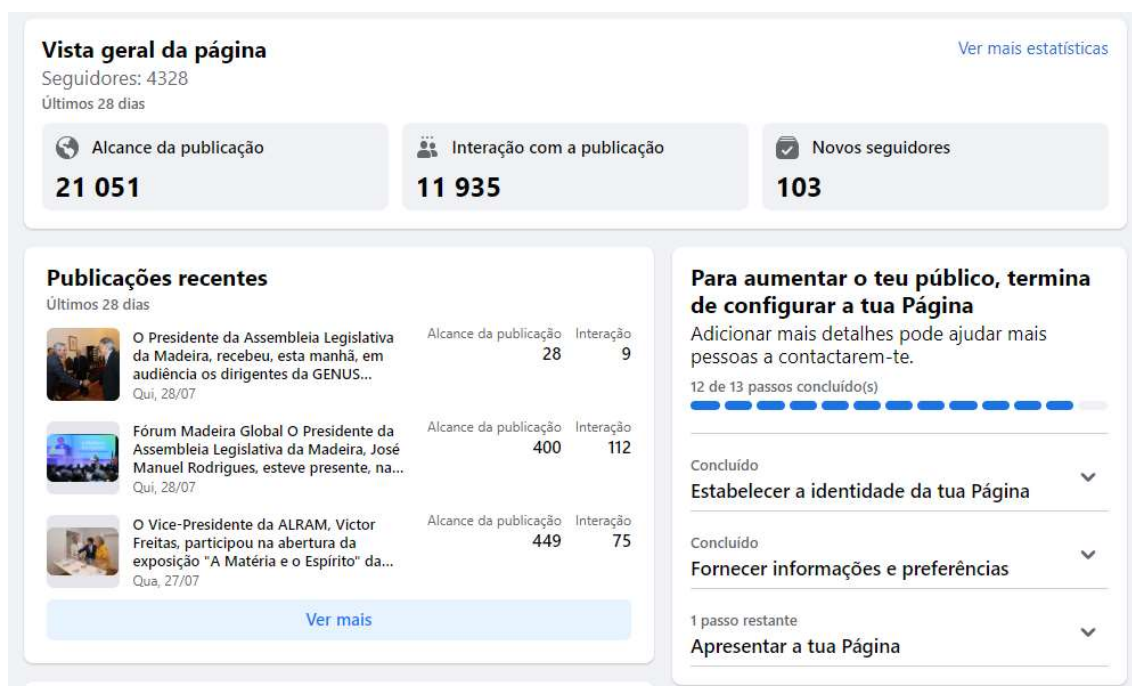 Vista geral da página
Ver mais estatísticas
Seguidores: 4328
Últimos 28 dias
Alcance da publicação
21 051
Interação com a publicação
11 935
Novos seguidores
103
Publicações recentes
Últimos 28 dias
O Presidente da Assembleia Legislativa
da Madeira, recebeu, esta manhã, em
audiência os dirigentes da GENUS...
Qui, 28/07
Alcance da publicação Interação
28 9
Fórum Madeira Global O Presidente da
Assembleia Legislativa da Madeira, José
Manuel Rodrigues, esteve presente, na...
Qui, 28/07
Alcance da publicação Interação
400 112
O Vice-Presidente da ALRAM, Victor
Freitas, participou na abertura da
exposição "A Matéria e o Espírito" da...
Qua, 27/07
Alcance da publicação Interação
449 75
Ver mais
Para aumentar o teu público, termina
de configurar a tua Página
Adicionar mais detalhes pode ajudar mais
pessoas a contactarem-te.
12 de 13 passos concluído(s)
Concluído
Estabelecer a identidade da tua Página
Concluído
Fornecer informações e preferências
1 passo restante
Apresentar a tua Página